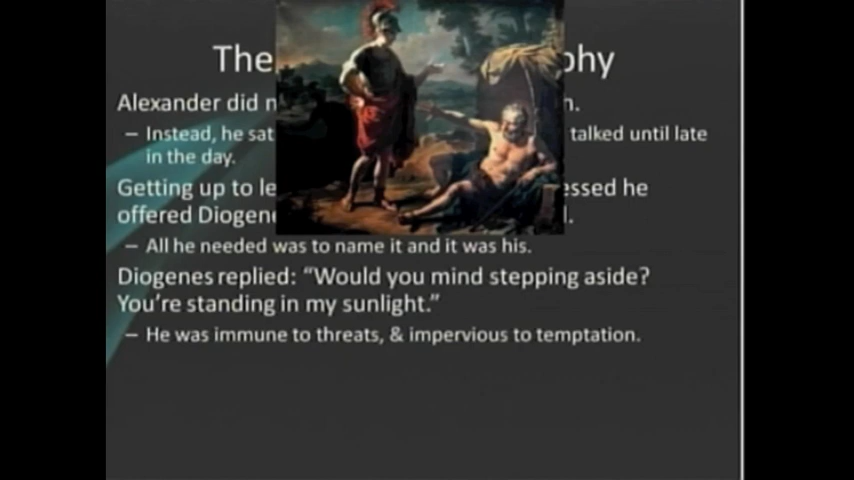 The phy
Alexander did n.
– Instead, he sat talked until late
in the day.
Getting up to le essed he
offered Diogen l.
– All he needed was to name it and it was his.
Diogenes replied: “Would you mind stepping aside?
You’re standing in my sunlight.”
– He was immune to threats, & impervious to temptation.